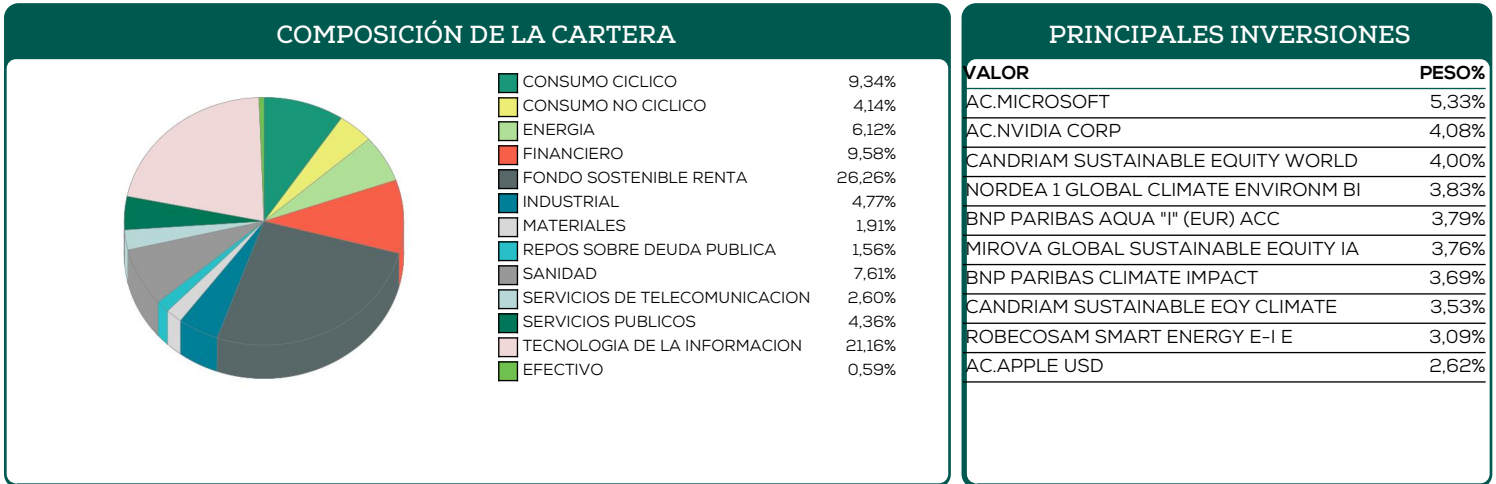 COMPOSICIÓN DE LA CARTERA
CONSUMO CICLICO 9,34%
CONSUMO NO CICLICO 4,14%
ENERGIA 6,12%
FINANCIERO 9,58%
FONDO SOSTENIBLE RENTA 26,26%
INDUSTRIAL 4,77%
MATERIALES 1,91%
REPOS SOBRE DEUDA PUBLICA 1,56%
SANIDAD 7,61%
SERVICIOS DE TELECOMUNICACION 2,60%
SERVICIOS PUBLICOS 4,36%
TECNOLOGIA DE LA INFORMACION 21,16%
EFECTIVO 0,59%
PRINCIPALES INVERSIONES
VALOR PESO%
AC.MICROSOFT 5,33%
AC.NVIDIA CORP 4,08%
CANDRIAM SUSTAINABLE EQUITY WORLD 4,00%
NORDEA 1 GLOBAL CLIMATE ENVIRONM BI 3,83%
BNP PARIBAS AQUA "I" (EUR) ACC 3,79%
MIROVA GLOBAL SUSTAINABLE EQUITY IA 3,76%
BNP PARIBAS CLIMATE IMPACT 3,69%
CANDRIAM SUSTAINABLE EQY CLIMATE 3,53%
ROBECOSAM SMART ENERGY E-I E 3,09%
AC.APPLE USD 2,62%